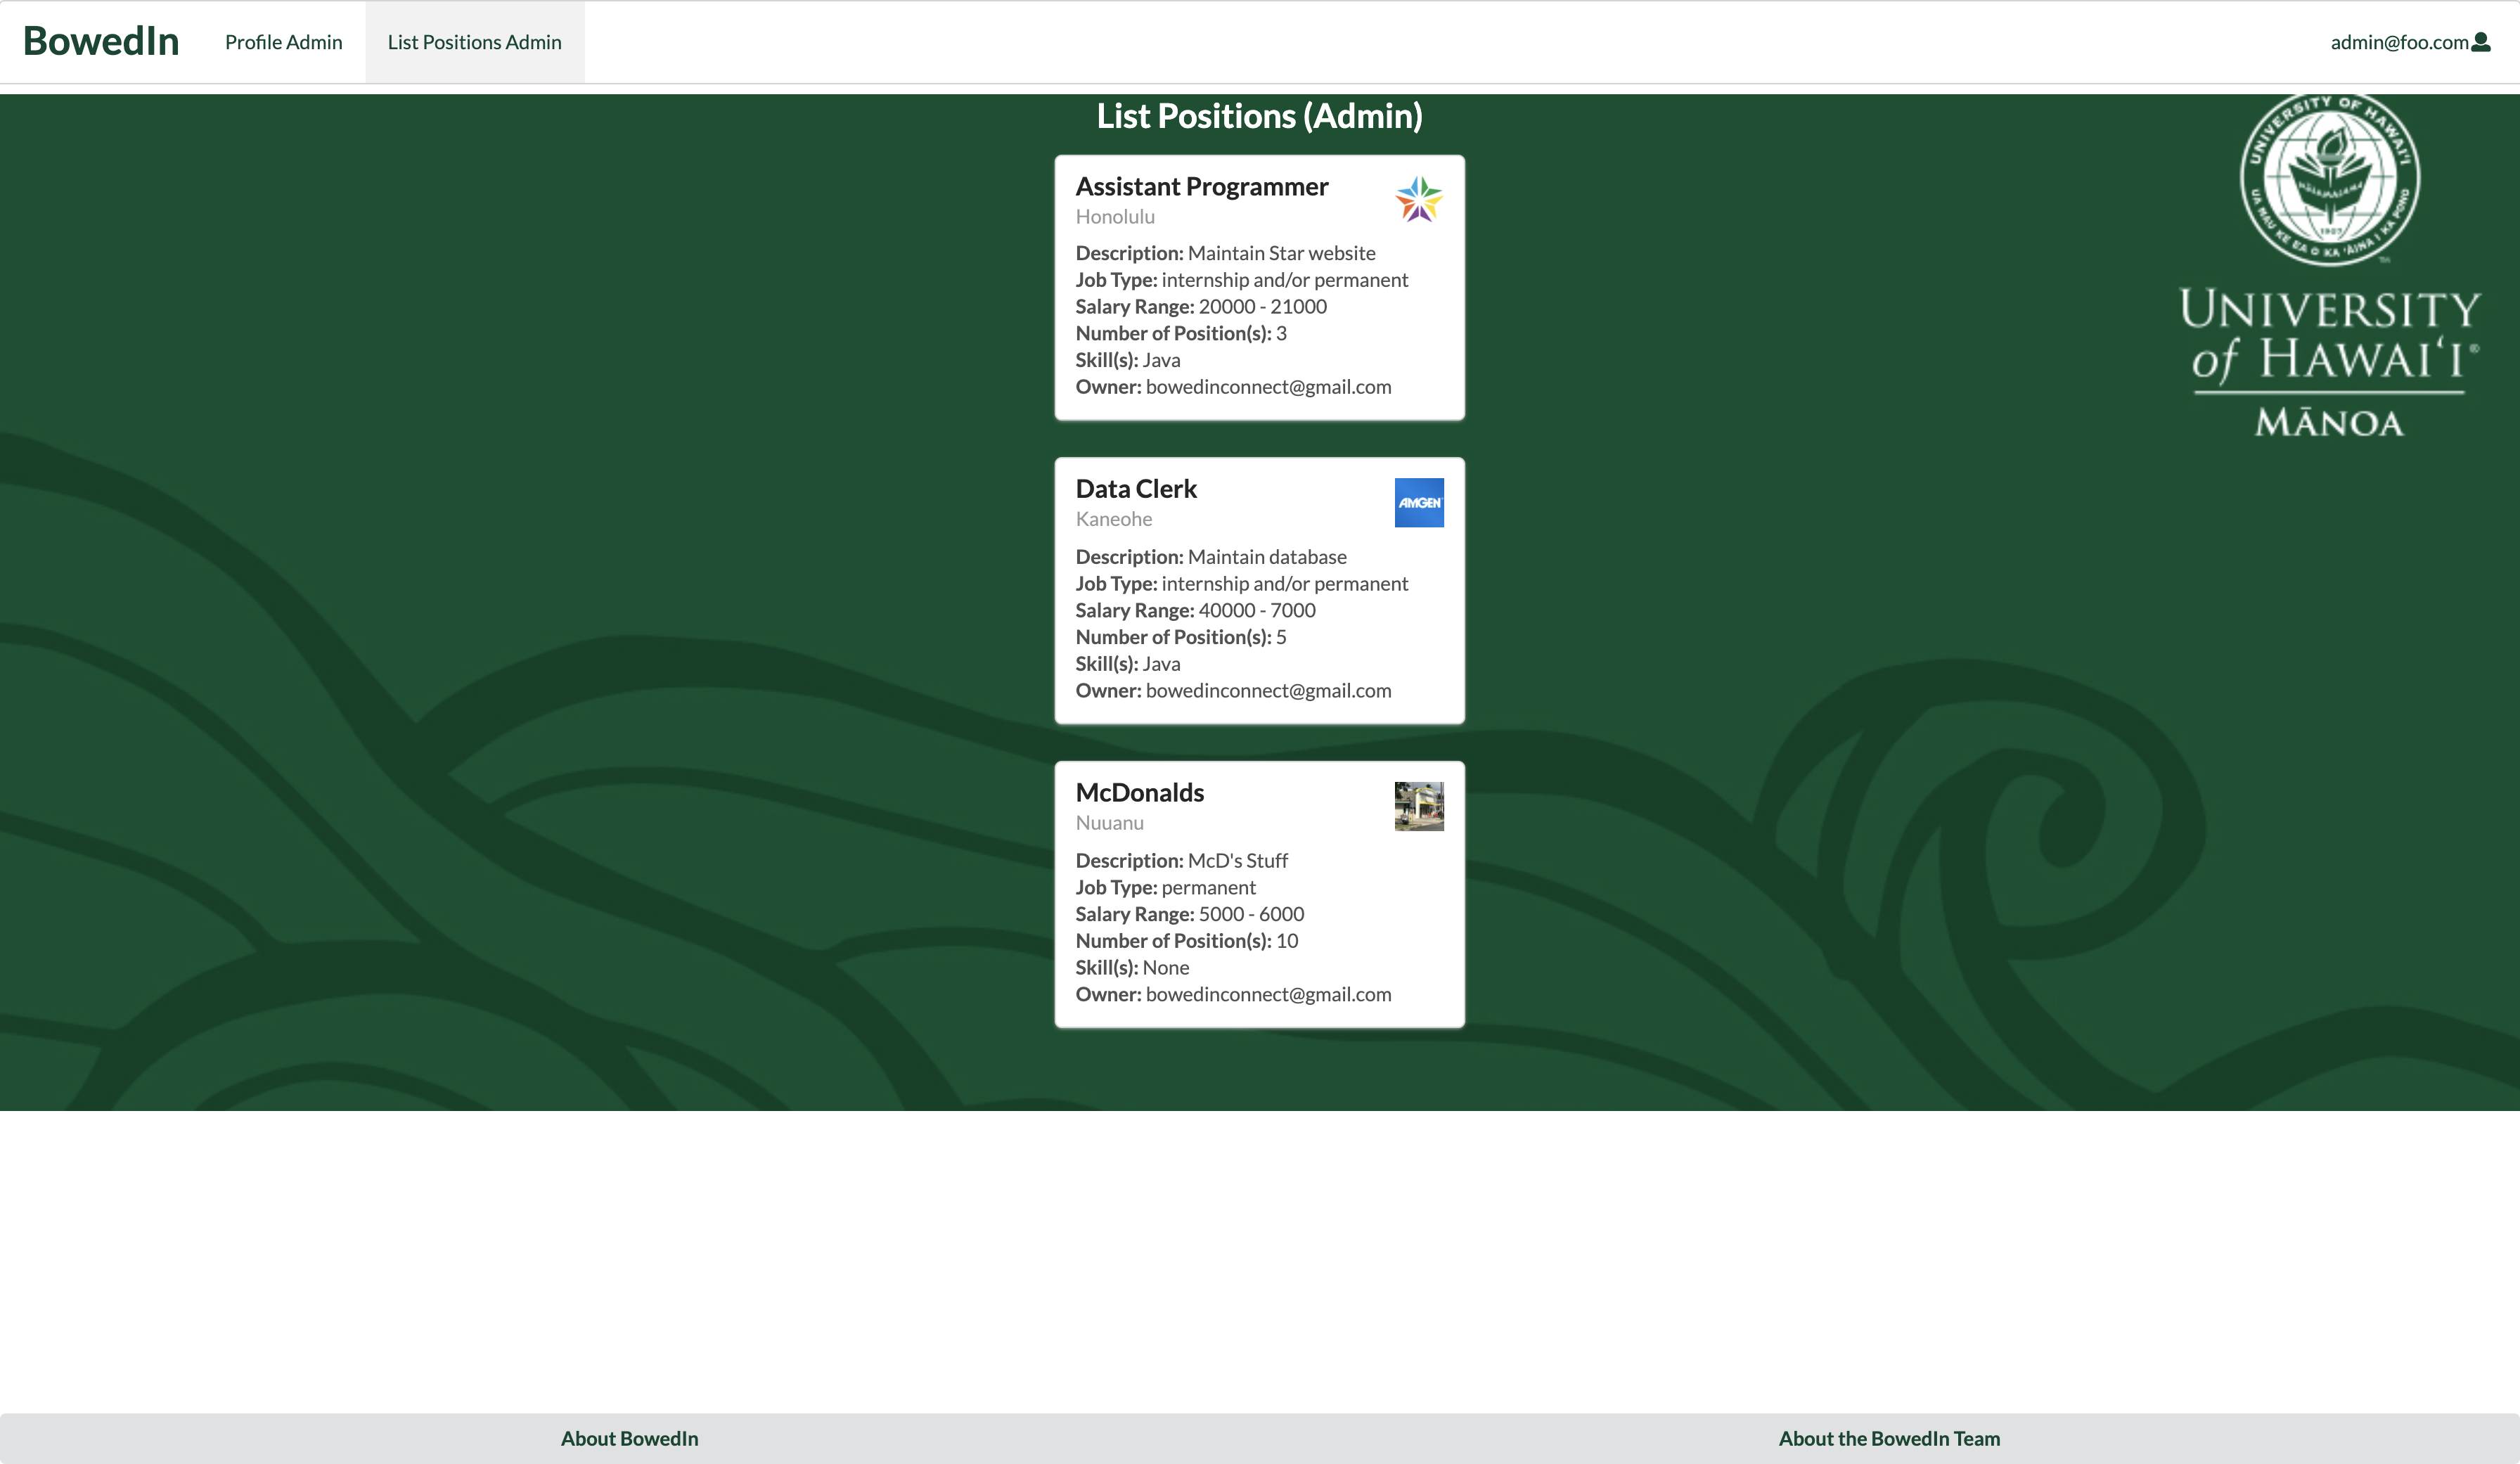 BowedIn
Profile Admin
List Positions Admin
admin@foo.com
List Positions (Admin)
Assistant Programmer
Honolulu
Description: Maintain Star website
Job Type: internship and/or permanent
Salary Range: 20000 - 21000
Number of Position(s): 3
Skill(s): Java
Owner: bowedinconnect@gmail.com
Data Clerk
Kaneohe
AMGEN
Description: Maintain database
Job Type: internship and/or permanent
Salary Range: 40000 - 7000
Number of Position(s): 5
Skill(s): Java
Owner: bowedinconnect@gmail.com
McDonalds
Nuuanu
Description: McD's Stuff
Job Type: permanent
Salary Range: 5000 - 6000
Number of Position(s): 10
Skill(s): None
Owner: bowedinconnect@gmail.com
UNIVERSITY OF HAWAIʻI
UA MAU KE EA O KA ʻĀINA I KA PONO
1907
™
UNIVERSITY
of HAWAIʻI®
MĀNOA
About BowedIn
About the BowedIn Team